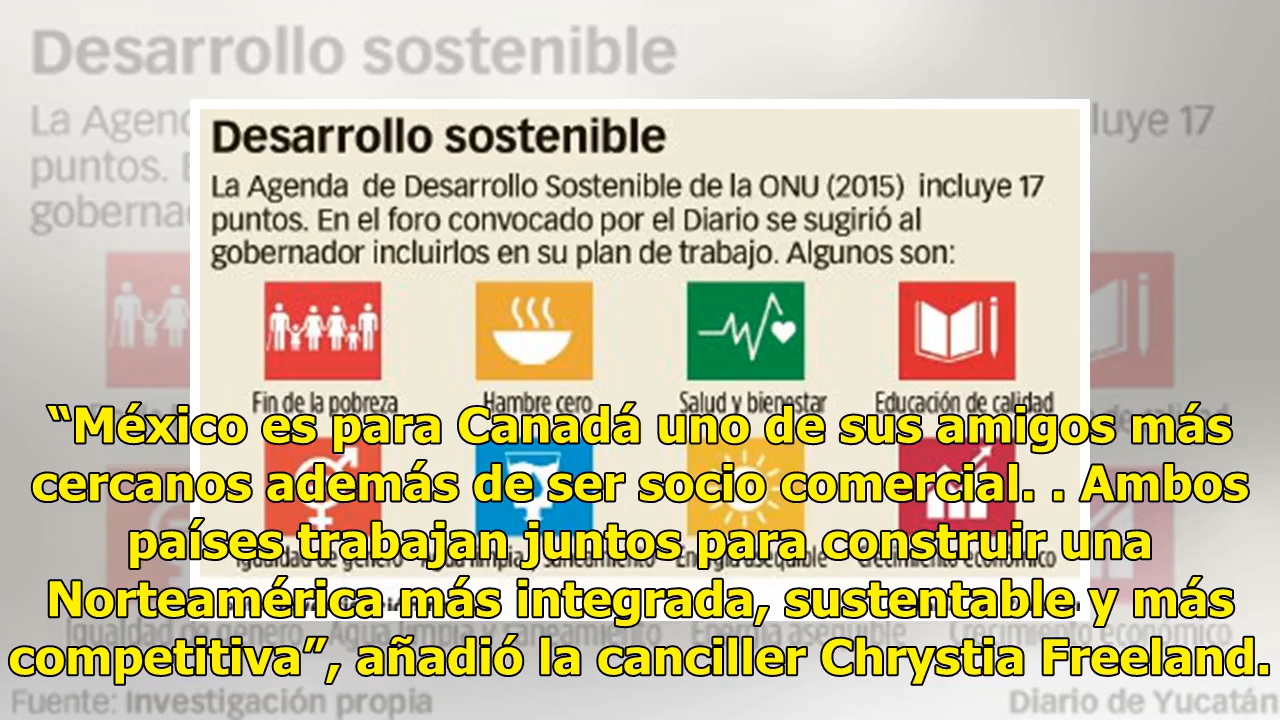 Desarrollo sostenible
La Agenda de Desarrollo Sostenible de la ONU (2015) incluye 17
puntos. En el foro convocado por el Diario se sugirió al
gobernador incluirlos en su plan de trabajo. Algunos son:
Fin de la pobreza
Hambre cero
Salud y bienestar
Educación de calidad
“México es para Canadá uno de sus amigos más
cercanos además de ser socio comercial. . Ambos
países trabajan juntos para construir una
Norteamérica más integrada, sustentable y más
competitiva”, añadió la canciller Chrystia Freeland.
Igualdad de género
Agua limpia y saneamiento
Energía asequible
Crecimiento económico
Fuente: Investigación propia
Diario de Yucatán